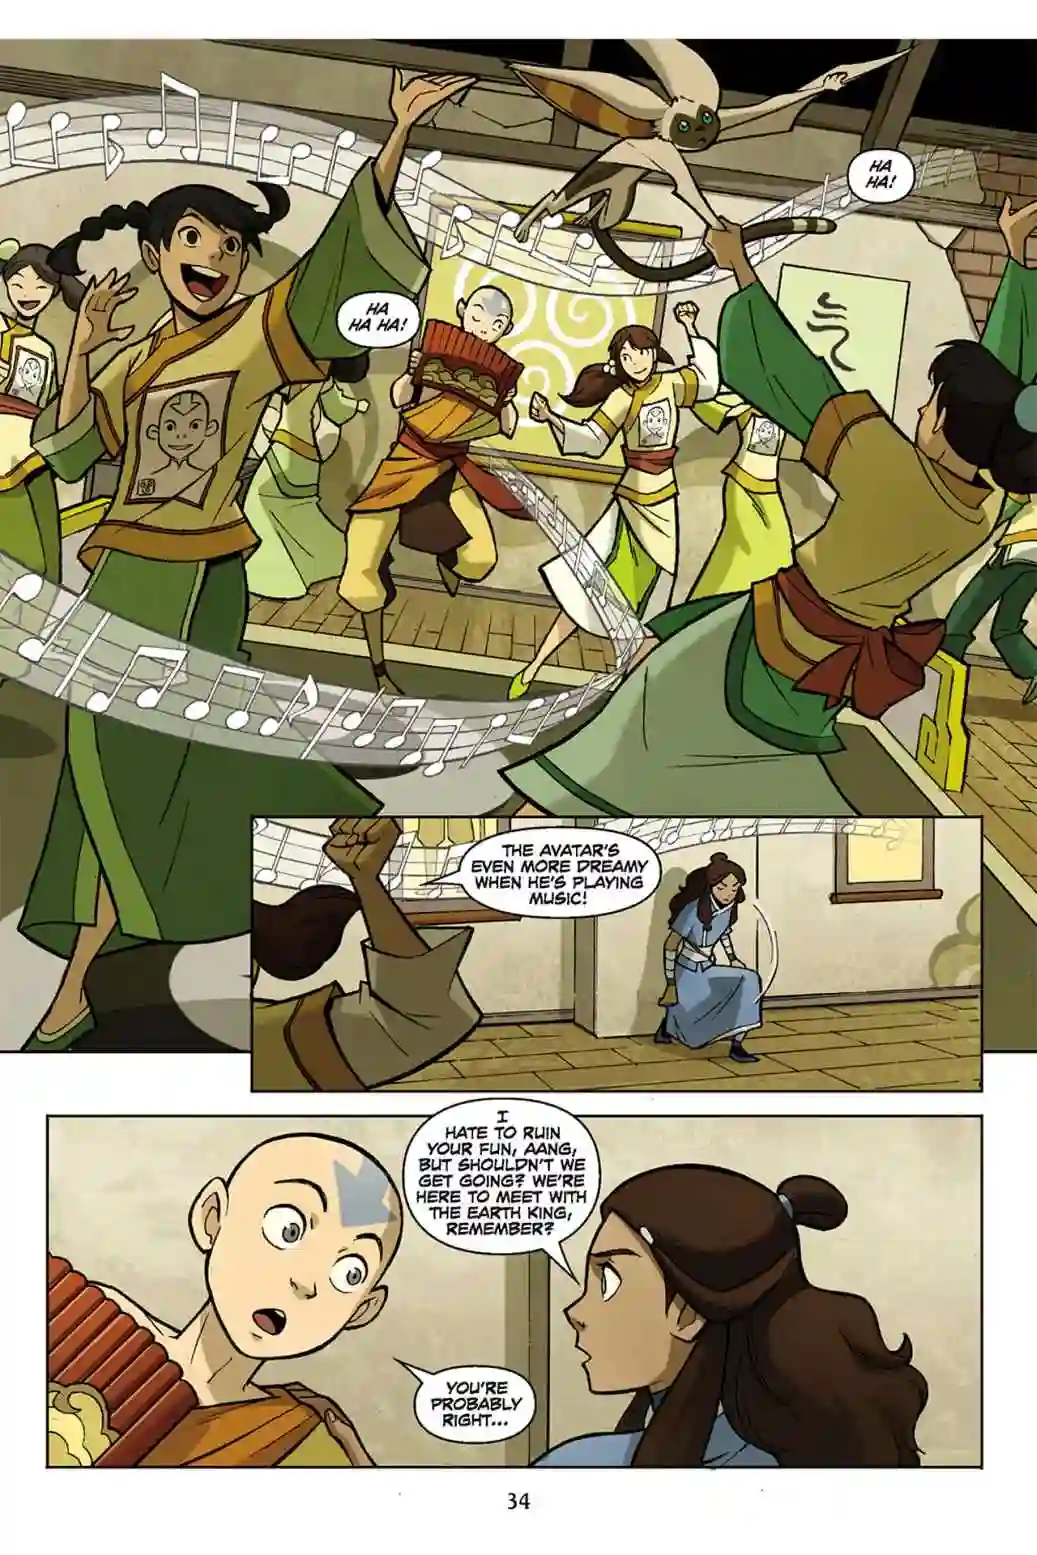 HA
HA!
HA
HA HA!
气
THE AVATAR'S
EVEN MORE DREAMY
WHEN HE'S PLAYING
MUSIC!
I
HATE TO RUIN
YOUR FUN, AANG,
BUT SHOULDN'T WE
GET GOING? WE'RE
HERE TO MEET WITH
THE EARTH KING,
REMEMBER?
YOU'RE
PROBABLY
RIGHT...
34